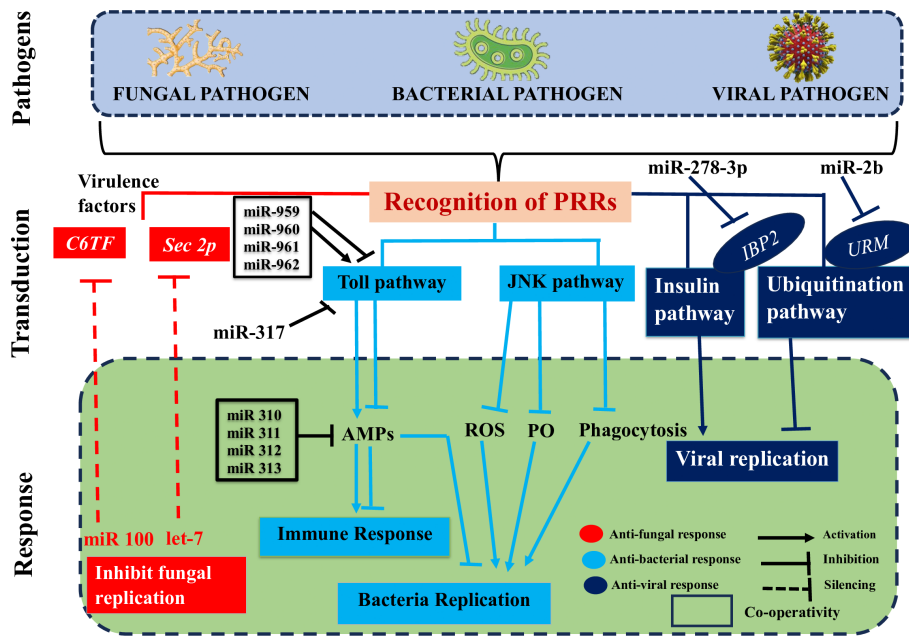 Pathogens
FUNGAL PATHOGEN
BACTERIAL PATHOGEN
VIRAL PATHOGEN
Transduction
Virulence
factors
Recognition of PRRs
miR-278-3p
miR-2b
C6TF
Sec 2p
miR-959
miR-960
miR-961
miR-962
Toll pathway
JNK pathway
IBP2
URM
Insulin
pathway
Ubiquitination
pathway
miR-317
Response
miR 310
miR 311
miR 312
miR 313
AMPs
ROS
PO
Phagocytosis
Viral replication
miR 100
let-7
Inhibit fungal
replication
Immune Response
Bacteria Replication
Anti-fungal response
Activation
Anti-bacterial response
Inhibition
Anti-viral response
Silencing
Co-operativity